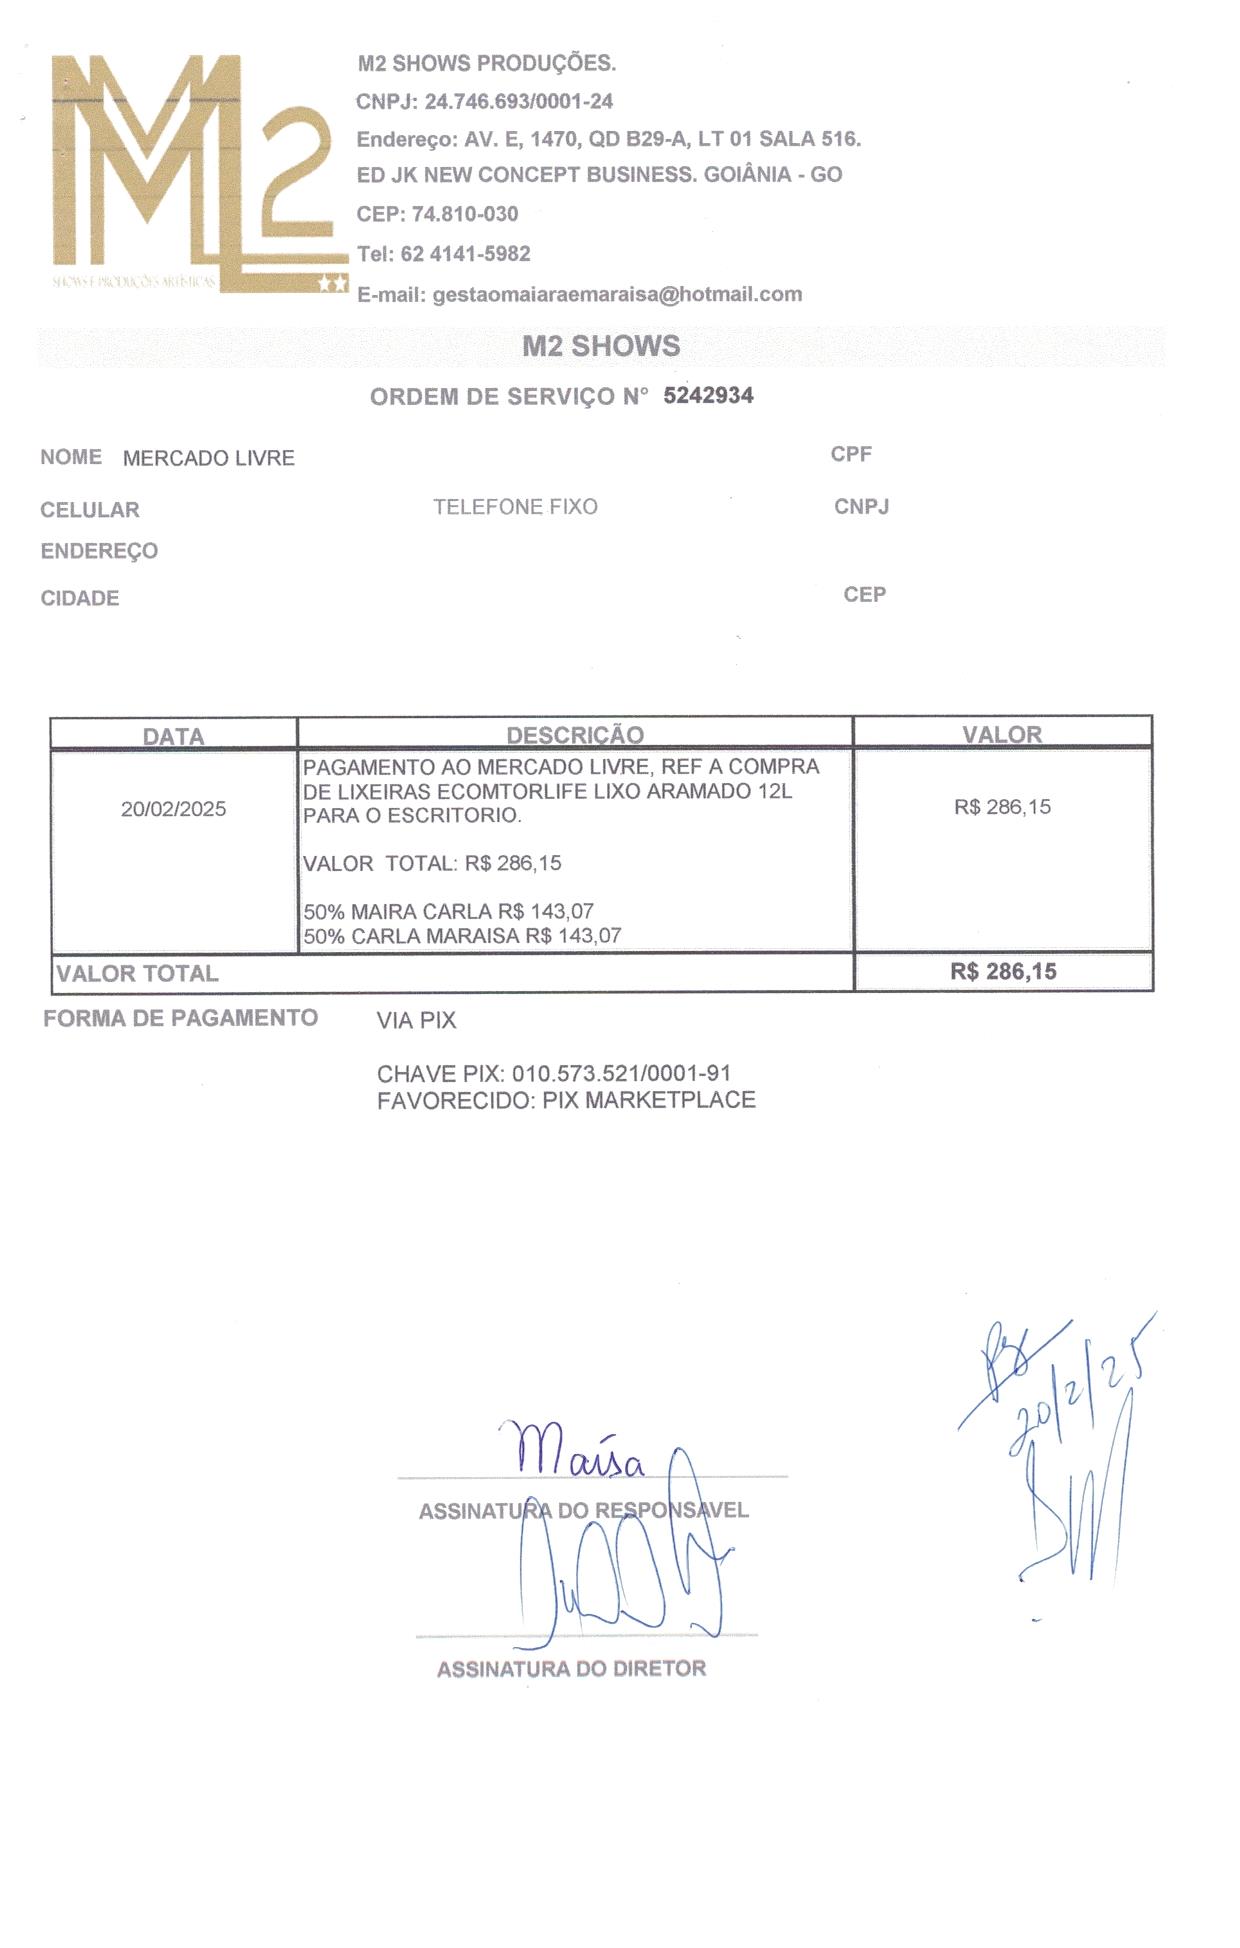 M2 SHOWS PRODUÇÕES.
CNPJ: 24.746.693/0001-24
Endereço: AV. E, 1470, QD B29-A, LT 01 SALA 516.
ED JK NEW CONCEPT BUSINESS. GOIÂNIA - GO
CEP: 74.810-030
Tel: 62 4141-5982
E-mail: gestaomaiaraemaraisa@hotmail.com
M2
SHOWS E PRODUÇÕES ARTÍSTICAS
M2 SHOWS
ORDEM DE SERVIÇO N° 5242934
NOME MERCADO LIVRE CPF
CELULAR TELEFONE FIXO CNPJ
ENDEREÇO
CIDADE CEP
DATA DESCRIÇÃO VALOR
PAGAMENTO AO MERCADO LIVRE, REF A COMPRA
DE LIXEIRAS ECOMTORLIFE LIXO ARAMADO 12L
20/02/2025 R$ 286,15
PARA O ESCRITORIO.
VALOR TOTAL: R$ 286,15
50% MAIRA CARLA R$ 143,07
50% CARLA MARAISA R$ 143,07
VALOR TOTAL R$ 286,15
FORMA DE PAGAMENTO VIA PIX
CHAVE PIX: 010.573.521/0001-91
FAVORECIDO: PIX MARKETPLACE
20/2/25
Maísa
ASSINATURA DO RESPONSAVEL
ASSINATURA DO DIRETOR